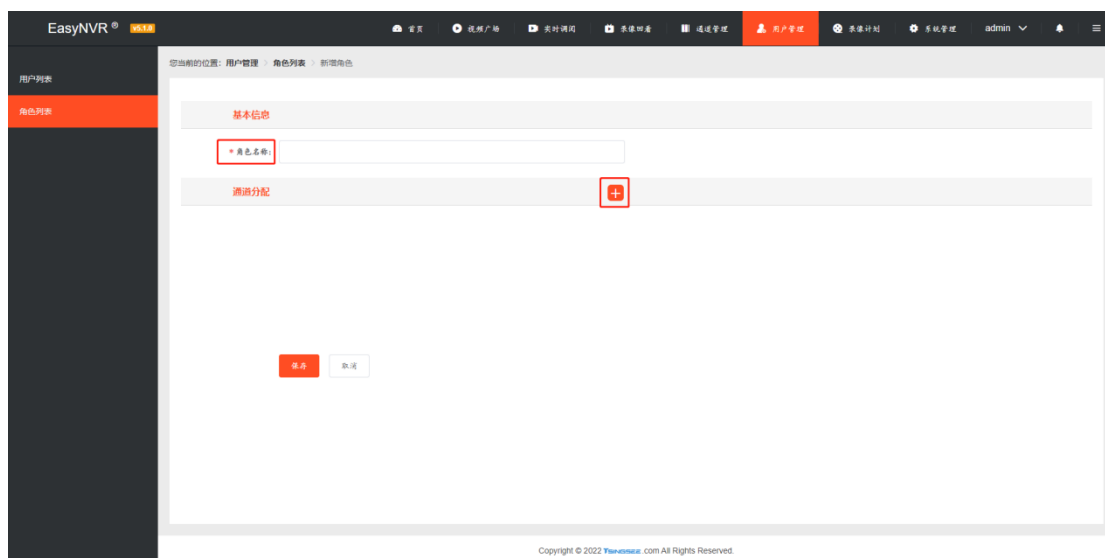 EasyNVR ® v5.1.0 首页 视频广场 实时调阅 录像回看 通道管理 用户管理 录像计划 系统管理 admin
您当前的位置: 用户管理 > 角色列表 > 新增角色
用户列表
角色列表
基本信息
* 角色名称:
通道分配
保存 取消
Copyright © 2022 TSINGSEE.com All Rights Reserved.